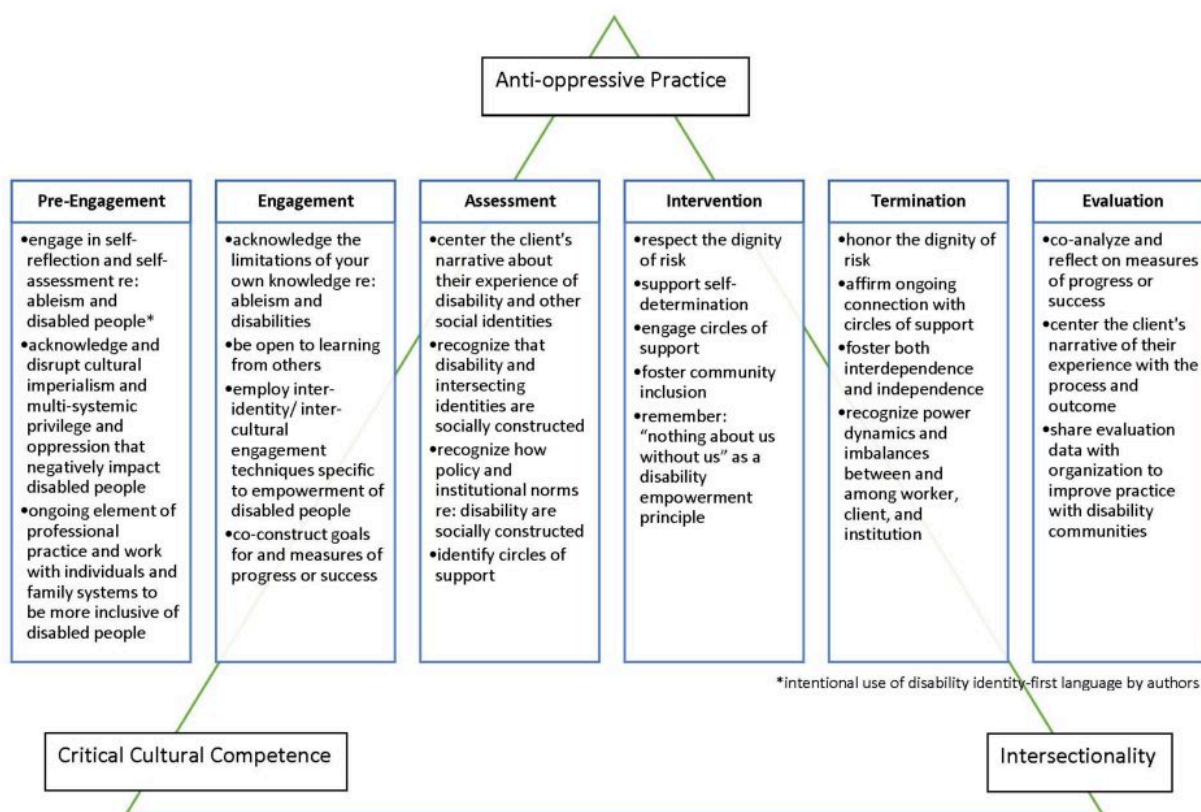 Anti-oppressive Practice
Pre-Engagement
•engage in self-
reflection and self-
assessment re:
ableism and
disabled people*
•acknowledge and
disrupt cultural
imperialism and
multi-systemic
privilege and
oppression that
negatively impact
disabled people
•ongoing element of
professional
practice and work
with individuals and
family systems to
be more inclusive of
disabled people
Engagement
•acknowledge the
limitations of your
own knowledge re:
ableism and
disabilities
•be open to learning
from others
•employ inter-
identity/ inter-
cultural
engagement
techniques specific
to empowerment of
disabled people
•co-construct goals
for and measures of
progress or success
Assessment
•center the client's
narrative about
their experience of
disability and other
social identities
•recognize that
disability and
intersecting
identities are
socially constructed
•recognize how
policy and
institutional norms
re: disability are
socially constructed
•identify circles of
support
Intervention
•respect the dignity
of risk
•support self-
determination
•engage circles of
support
•foster community
inclusion
•remember:
“nothing about us
without us” as a
disability
empowerment
principle
Termination
•honor the dignity of
risk
•affirm ongoing
connection with
circles of support
•foster both
interdependence
and independence
•recognize power
dynamics and
imbalances
between and
among worker,
client, and
institution
Evaluation
•co-analyze and
reflect on measures
of progress or
success
•center the client's
narrative of their
experience with the
process and
outcome
•share evaluation
data with
organization to
improve practice
with disability
communities
*intentional use of disability identity-first language by authors
Critical Cultural Competence
Intersectionality